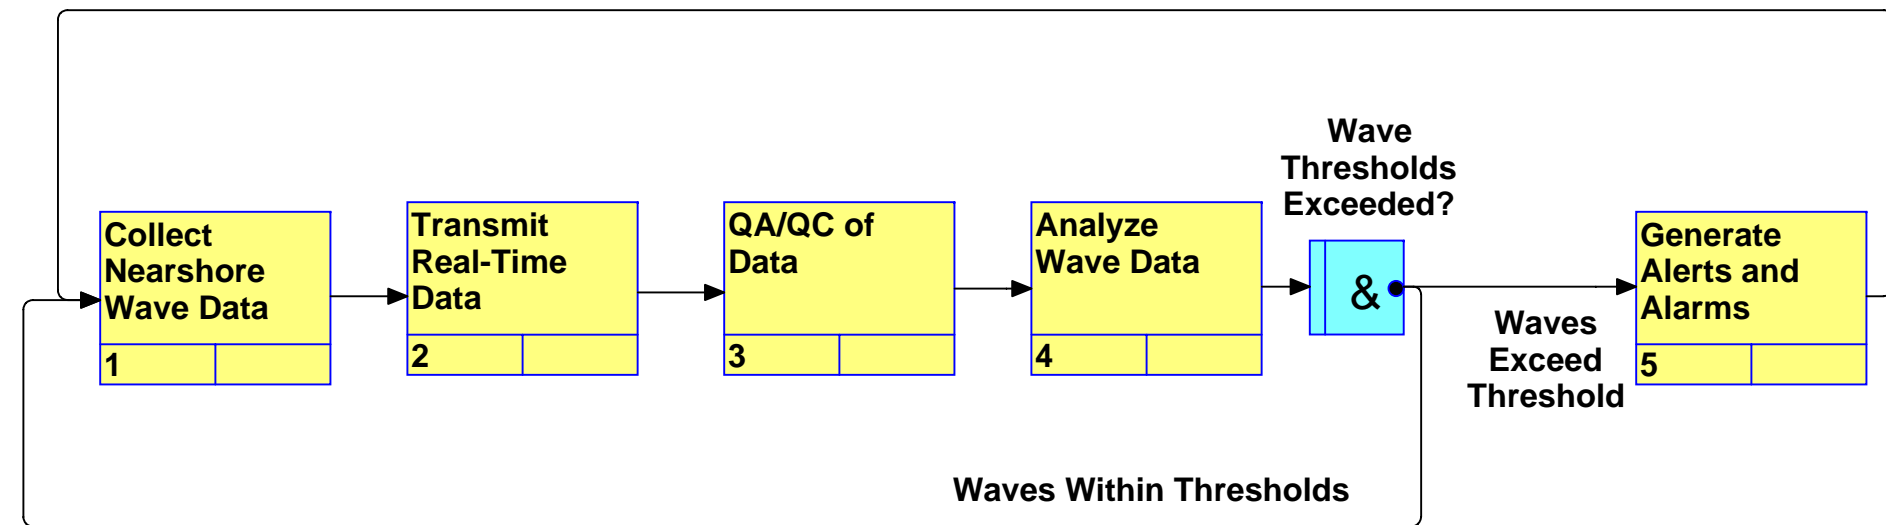 Collect
Nearshore
Wave Data
1
Transmit
Real-Time
Data
2
QA/QC of
Data
3
Analyze
Wave Data
4
Wave
Thresholds
Exceeded?
&
Waves
Exceed
Threshold
Generate
Alerts and
Alarms
5
Waves Within Thresholds